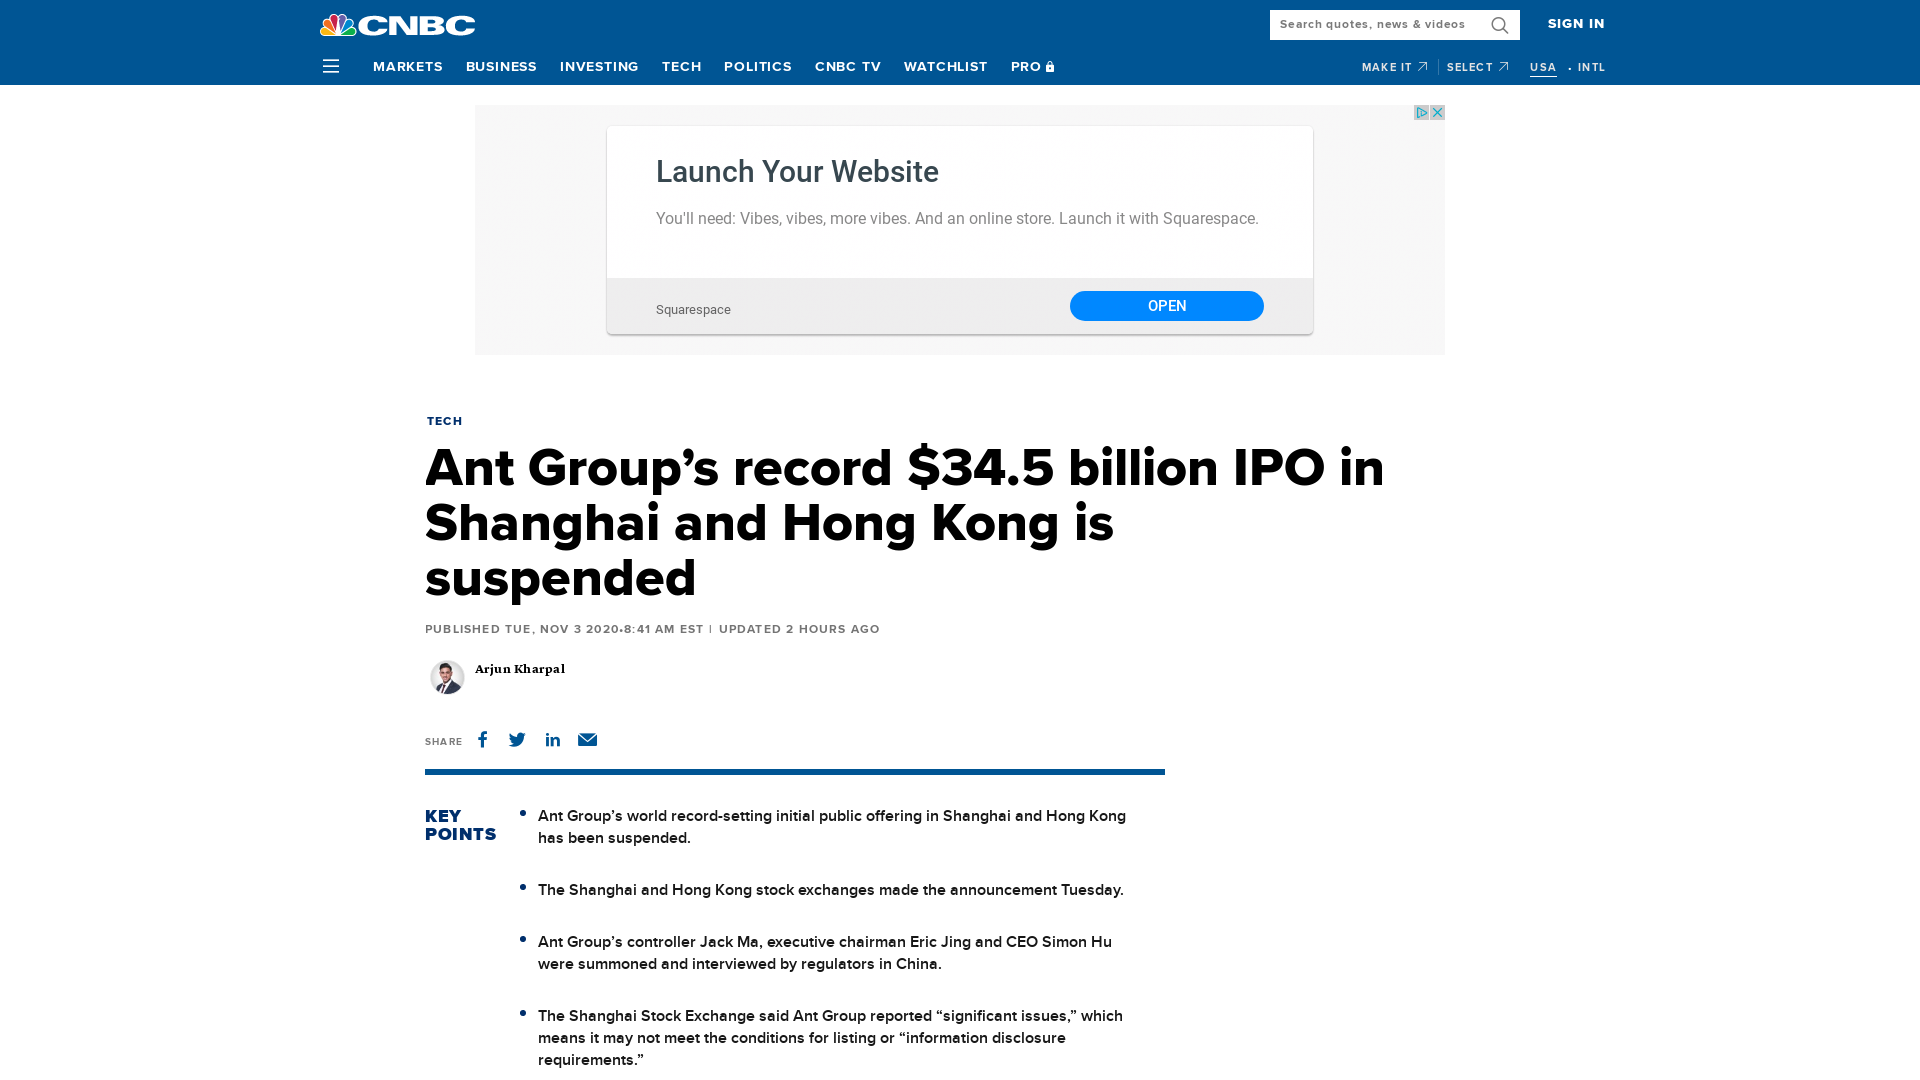 CNBC
Search quotes, news & videos
SIGN IN
MARKETS BUSINESS INVESTING TECH POLITICS CNBC TV WATCHLIST PRO
MAKE IT SELECT USA • INTL
Launch Your Website
You'll need: Vibes, vibes, more vibes. And an online store. Launch it with Squarespace.
Squarespace
OPEN
TECH
Ant Group’s record $34.5 billion IPO in
Shanghai and Hong Kong is
suspended
PUBLISHED TUE, NOV 3 2020•8:41 AM EST | UPDATED 2 HOURS AGO
Arjun Kharpal
SHARE
KEY
POINTS
Ant Group’s world record-setting initial public offering in Shanghai and Hong Kong
has been suspended.
The Shanghai and Hong Kong stock exchanges made the announcement Tuesday.
Ant Group’s controller Jack Ma, executive chairman Eric Jing and CEO Simon Hu
were summoned and interviewed by regulators in China.
The Shanghai Stock Exchange said Ant Group reported “significant issues,” which
means it may not meet the conditions for listing or “information disclosure
requirements.”